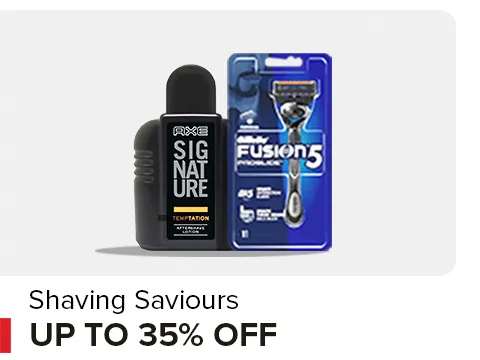 AXE
SIG
NAT
URE
TEMPTATION
AFTERSHAVE
LOTION
Gillette
FUSION5
PROGLIDE
Shaving Saviours
UP TO 35% OFF